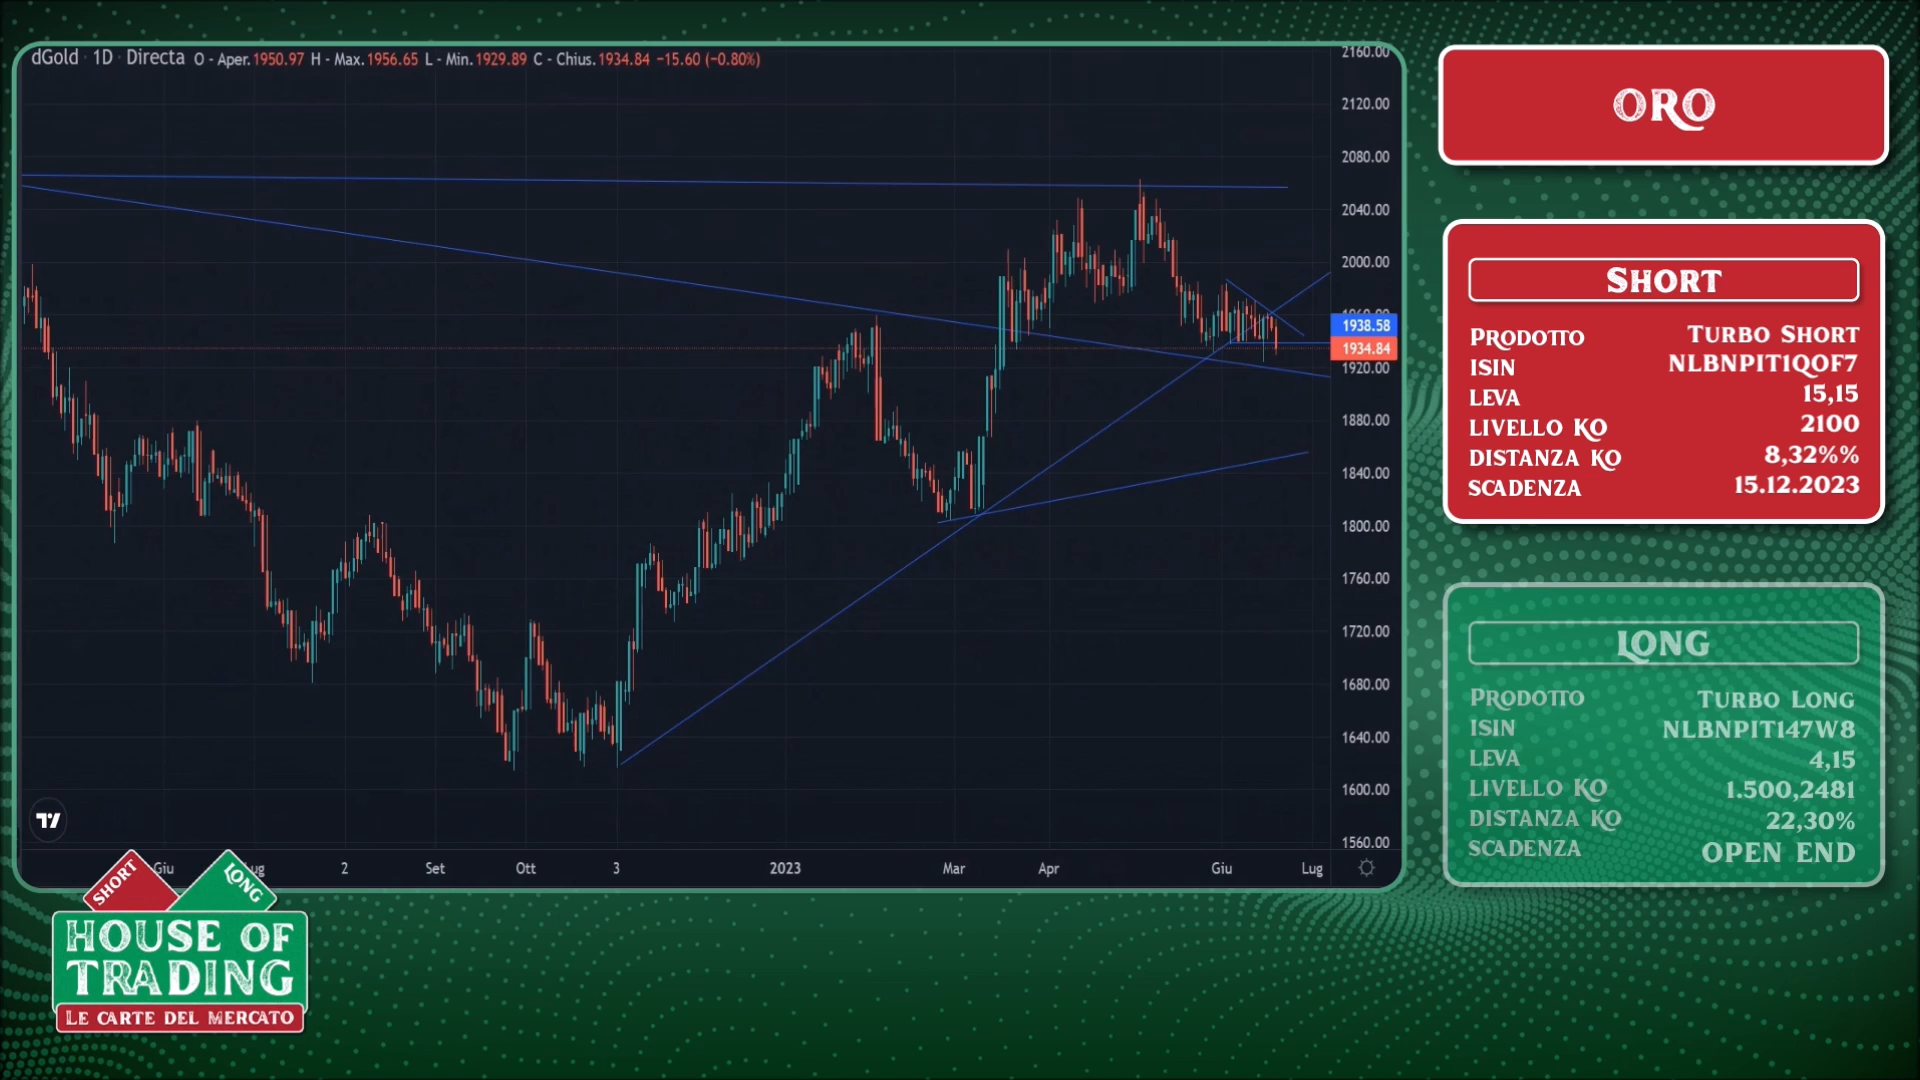 dGold · 1D · Directa O - Aper.1950.97 H - Max.1956.65 L - Min.1929.89 C - Chius.1934.84 −15.60 (−0.80%)
2160.00
2120.00
2080.00
2040.00
2000.00
1938.58
1934.84
1920.00
1880.00
1840.00
1800.00
1760.00
1720.00
1680.00
1640.00
1600.00
1560.00
Giu ug 2 Set Ott 3 2023 Mar Apr Giu Lug
ORO
SHORT
PRODOTTO TURBO SHORT
ISIN NLBNPIT1QOF7
LEVA 15,15
LIVELLO KO 2100
DISTANZA KO 8,32%%
SCADENZA 15.12.2023
LONG
PRODOTTO TURBO LONG
ISIN NLBNPIT147W8
LEVA 4,15
LIVELLO KO 1.500,2481
DISTANZA KO 22,30%
SCADENZA OPEN END
SHORT
LONG
HOUSE OF
TRADING
LE CARTE DEL MERCATO